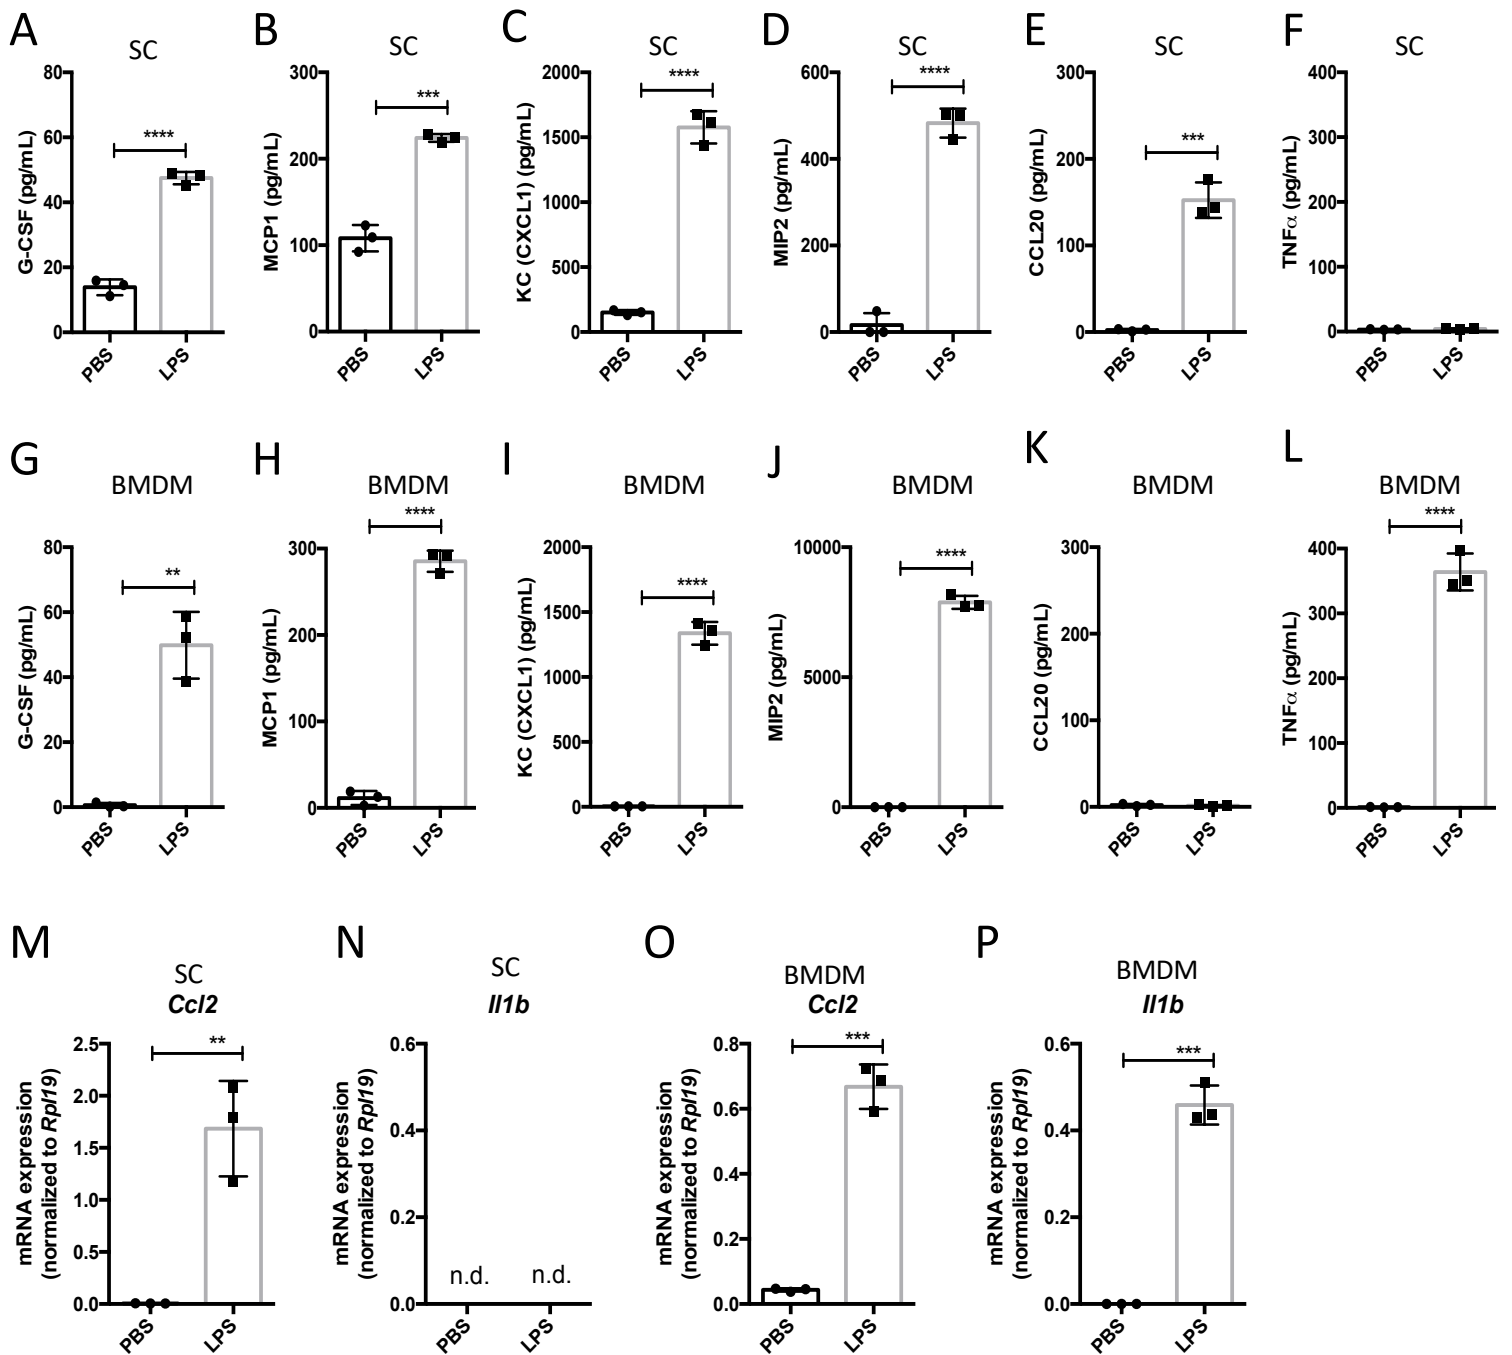 A
SC
G-CSF (pg/mL)
80
60
40
20
0
****
PBS
LPS
B
SC
MCP1 (pg/mL)
300
200
100
0
***
PBS
LPS
C
SC
KC (CXCL1) (pg/mL)
2000
1500
1000
500
0
****
PBS
LPS
D
SC
MIP2 (pg/mL)
600
400
200
0
****
PBS
LPS
E
SC
CCL20 (pg/mL)
300
200
100
0
***
PBS
LPS
F
SC
TNFα (pg/mL)
400
300
200
100
0
PBS
LPS
G
BMDM
G-CSF (pg/mL)
80
60
40
20
0
**
PBS
LPS
H
BMDM
MCP1 (pg/mL)
300
200
100
0
****
PBS
LPS
I
BMDM
KC (CXCL1) (pg/mL)
2000
1500
1000
500
0
****
PBS
LPS
J
BMDM
MIP2 (pg/mL)
10000
5000
0
****
PBS
LPS
K
BMDM
CCL20 (pg/mL)
300
200
100
0
PBS
LPS
L
BMDM
TNFα (pg/mL)
400
300
200
100
0
****
PBS
LPS
M
SC
Ccl2
mRNA expression
(normalized to Rpl19)
2.5
2.0
1.5
1.0
0.5
0.0
**
PBS
LPS
N
SC
Il1b
mRNA expression
(normalized to Rpl19)
0.6
0.4
0.2
0.0
n.d.
n.d.
PBS
LPS
O
BMDM
Ccl2
mRNA expression
(normalized to Rpl19)
0.8
0.6
0.4
0.2
0.0
***
PBS
LPS
P
BMDM
Il1b
mRNA expression
(normalized to Rpl19)
0.6
0.4
0.2
0.0
***
PBS
LPS